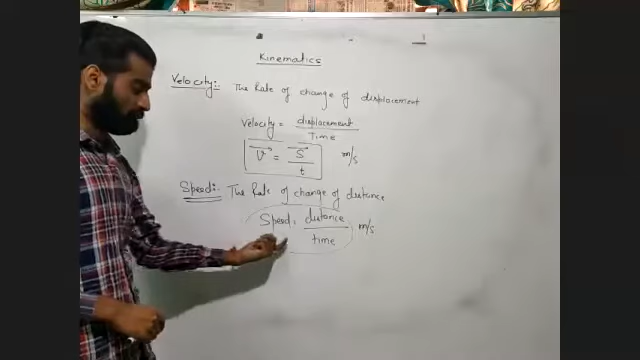 Kinematics
Velocity:- The Rate of change of displacement
Velocity = displacement
Time
V = S m/s
t
Speed:- The Rate of change of distance
Speed = distance m/s
time